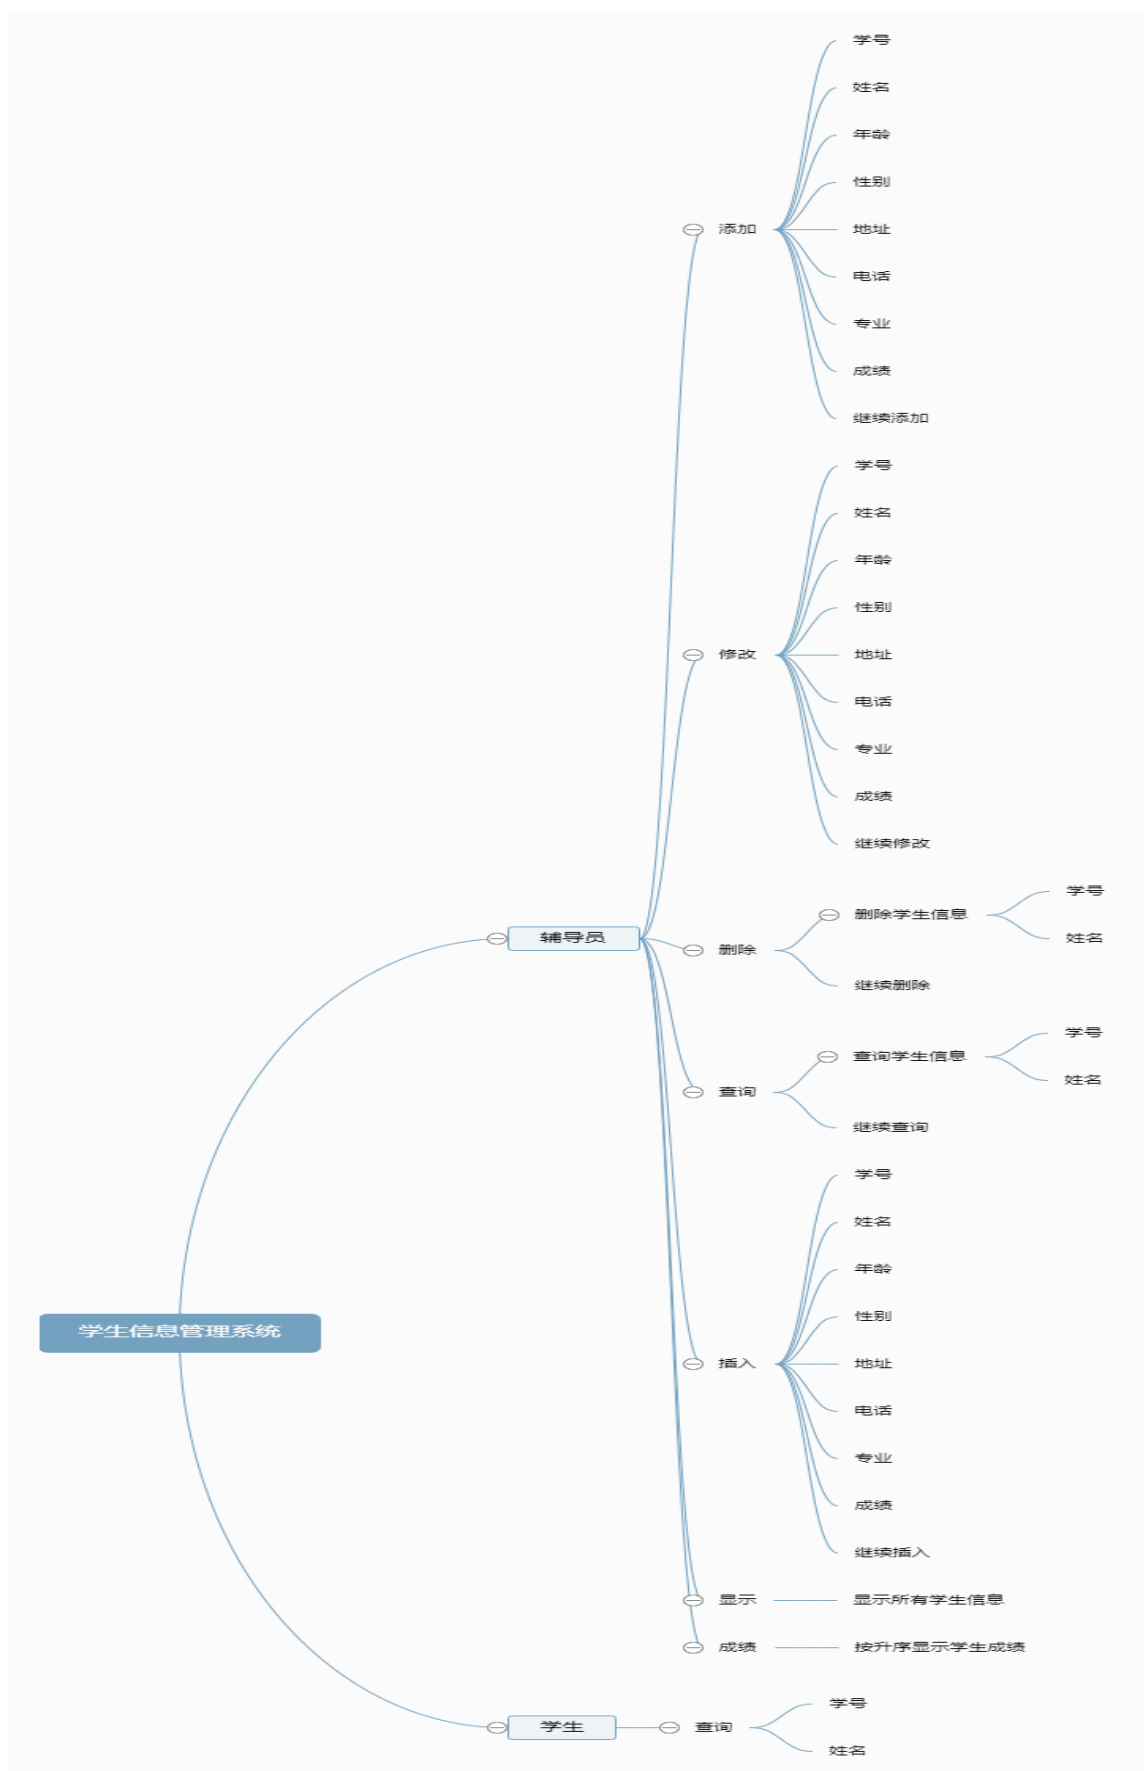 学生信息管理系统
辅导员
添加
学号
姓名
年龄
性别
地址
电话
专业
成绩
继续添加
修改
学号
姓名
年龄
性别
地址
电话
专业
成绩
继续修改
删除
删除学生信息
学号
姓名
继续删除
查询
查询学生信息
学号
姓名
继续查询
插入
学号
姓名
年龄
性别
地址
电话
专业
成绩
继续插入
显示
显示所有学生信息
成绩
按升序显示学生成绩
学生
查询
学号
姓名